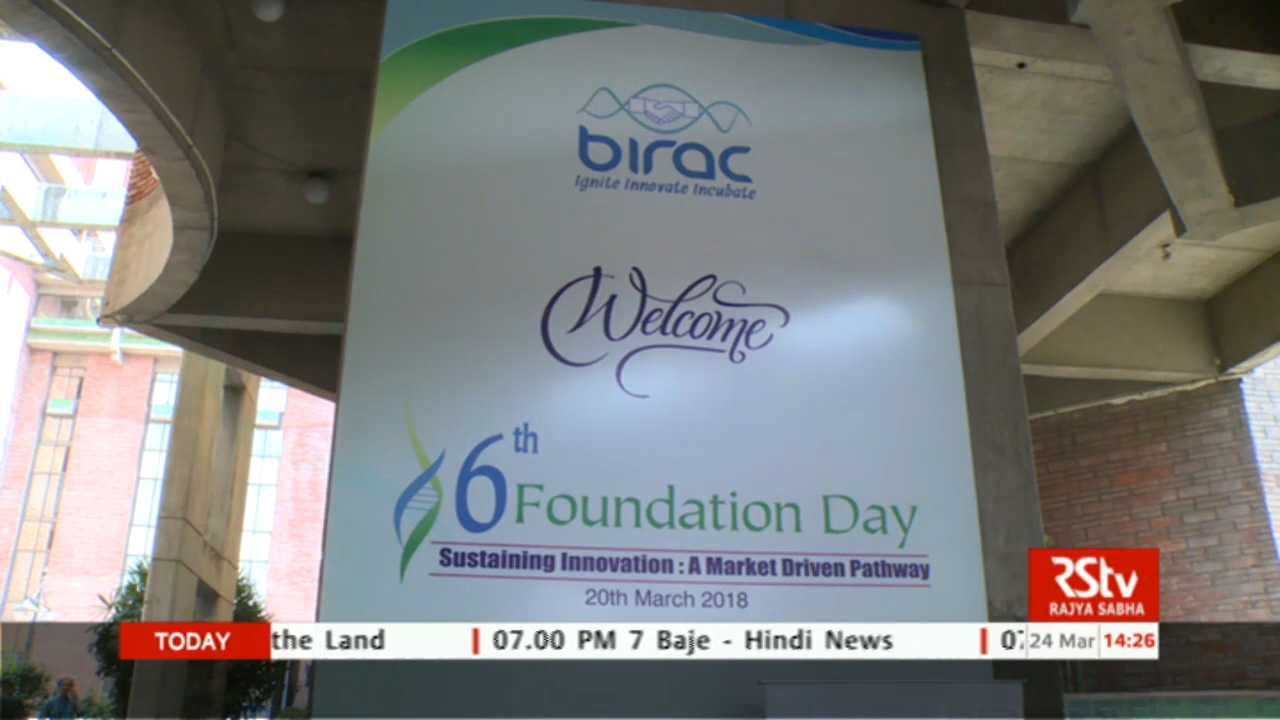 birac
Ignite Innovate Incubate
Welcome
6th Foundation Day
Sustaining Innovation : A Market Driven Pathway
20th March 2018
RStv
RAJYA SABHA
TODAY the Land 07.00 PM 7 Baje - Hindi News 07 24 Mar 14:26